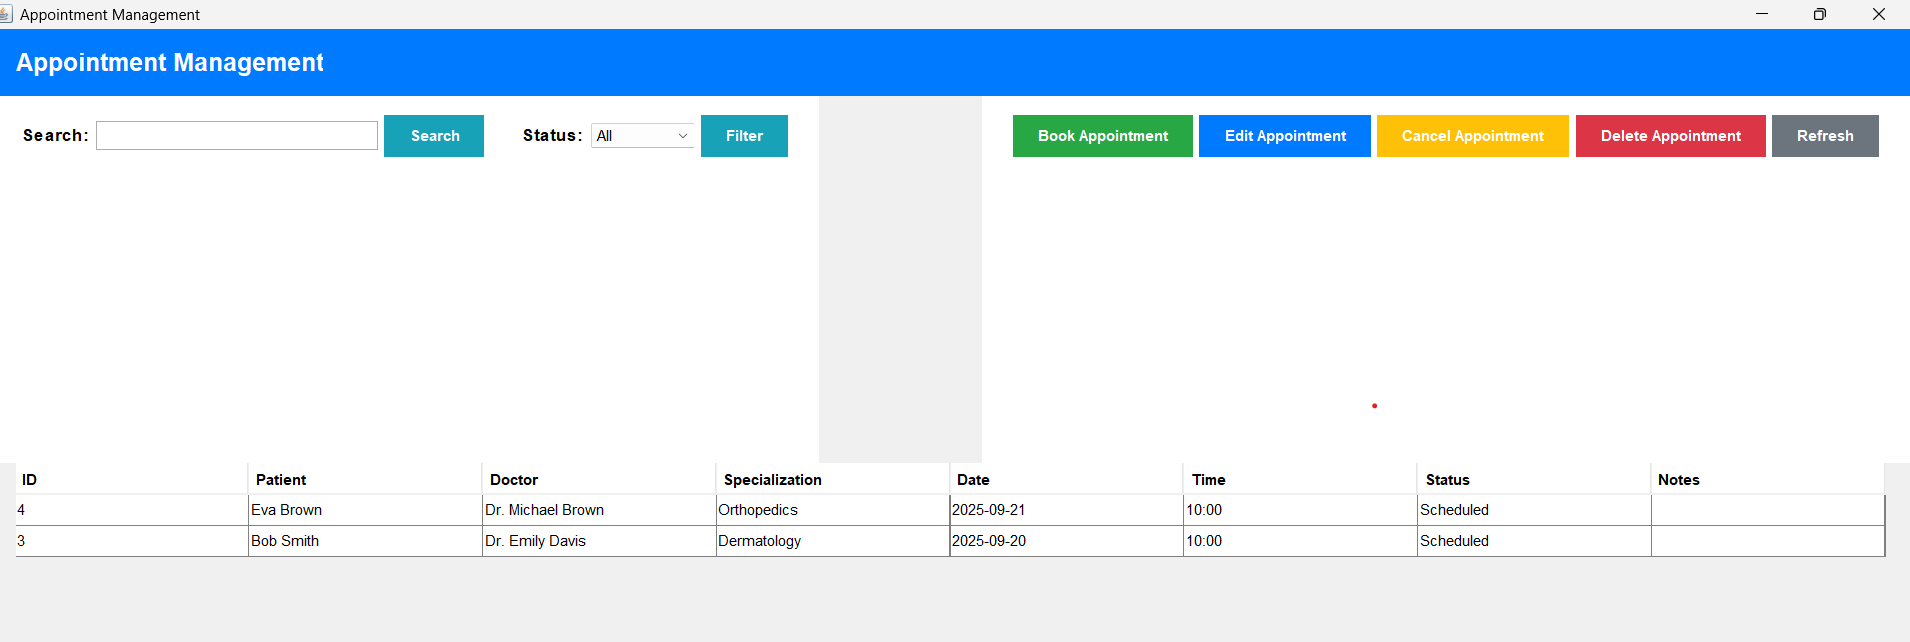 Appointment Management
Appointment Management
Search: Search Status: All Filter Book Appointment Edit Appointment Cancel Appointment Delete Appointment Refresh
ID Patient Doctor Specialization Date Time Status Notes
4 Eva Brown Dr. Michael Brown Orthopedics 2025-09-21 10:00 Scheduled
3 Bob Smith Dr. Emily Davis Dermatology 2025-09-20 10:00 Scheduled